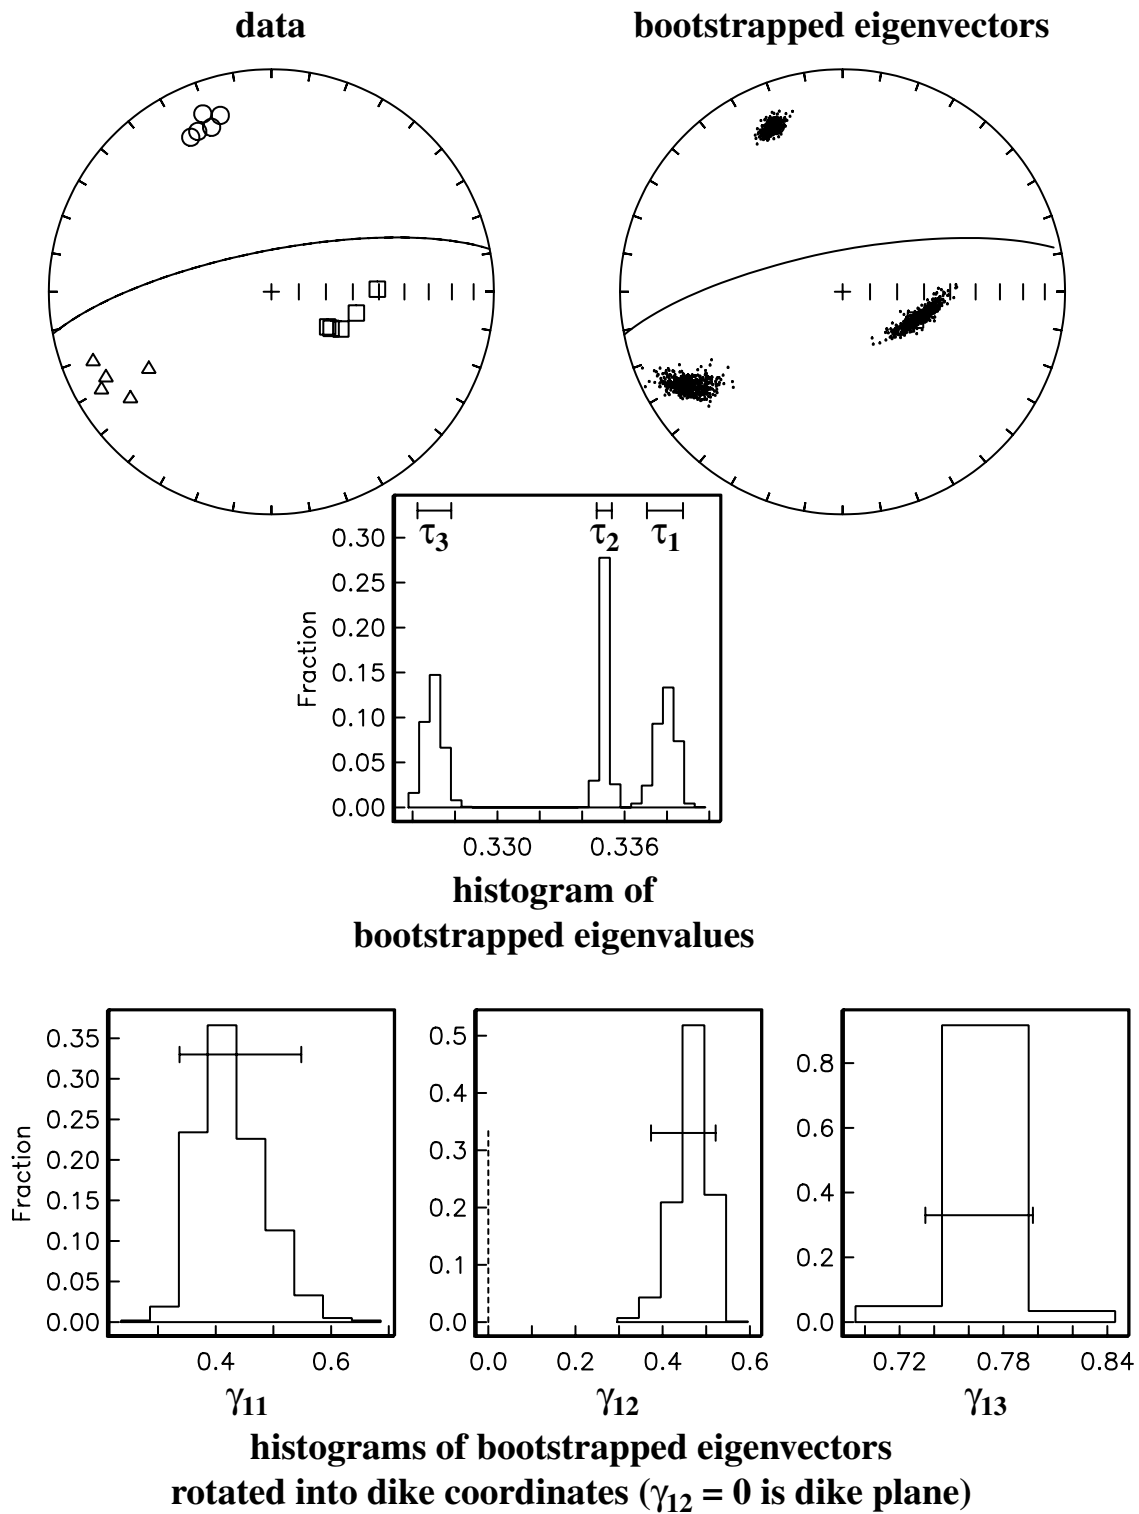 data bootstrapped eigenvectors
τ3 τ2 τ1
0.30
0.25
0.20
0.15
0.10
0.05
0.00
Fraction
0.330 0.336
histogram of
bootstrapped eigenvalues
0.35
0.30
0.25
0.20
0.15
0.10
0.05
0.00
Fraction
0.4 0.6
γ11
0.5
0.4
0.3
0.2
0.1
0.0
0.0 0.2 0.4 0.6
γ12
0.8
0.6
0.4
0.2
0.0
0.72 0.78 0.84
γ13
histograms of bootstrapped eigenvectors
rotated into dike coordinates (γ12 = 0 is dike plane)